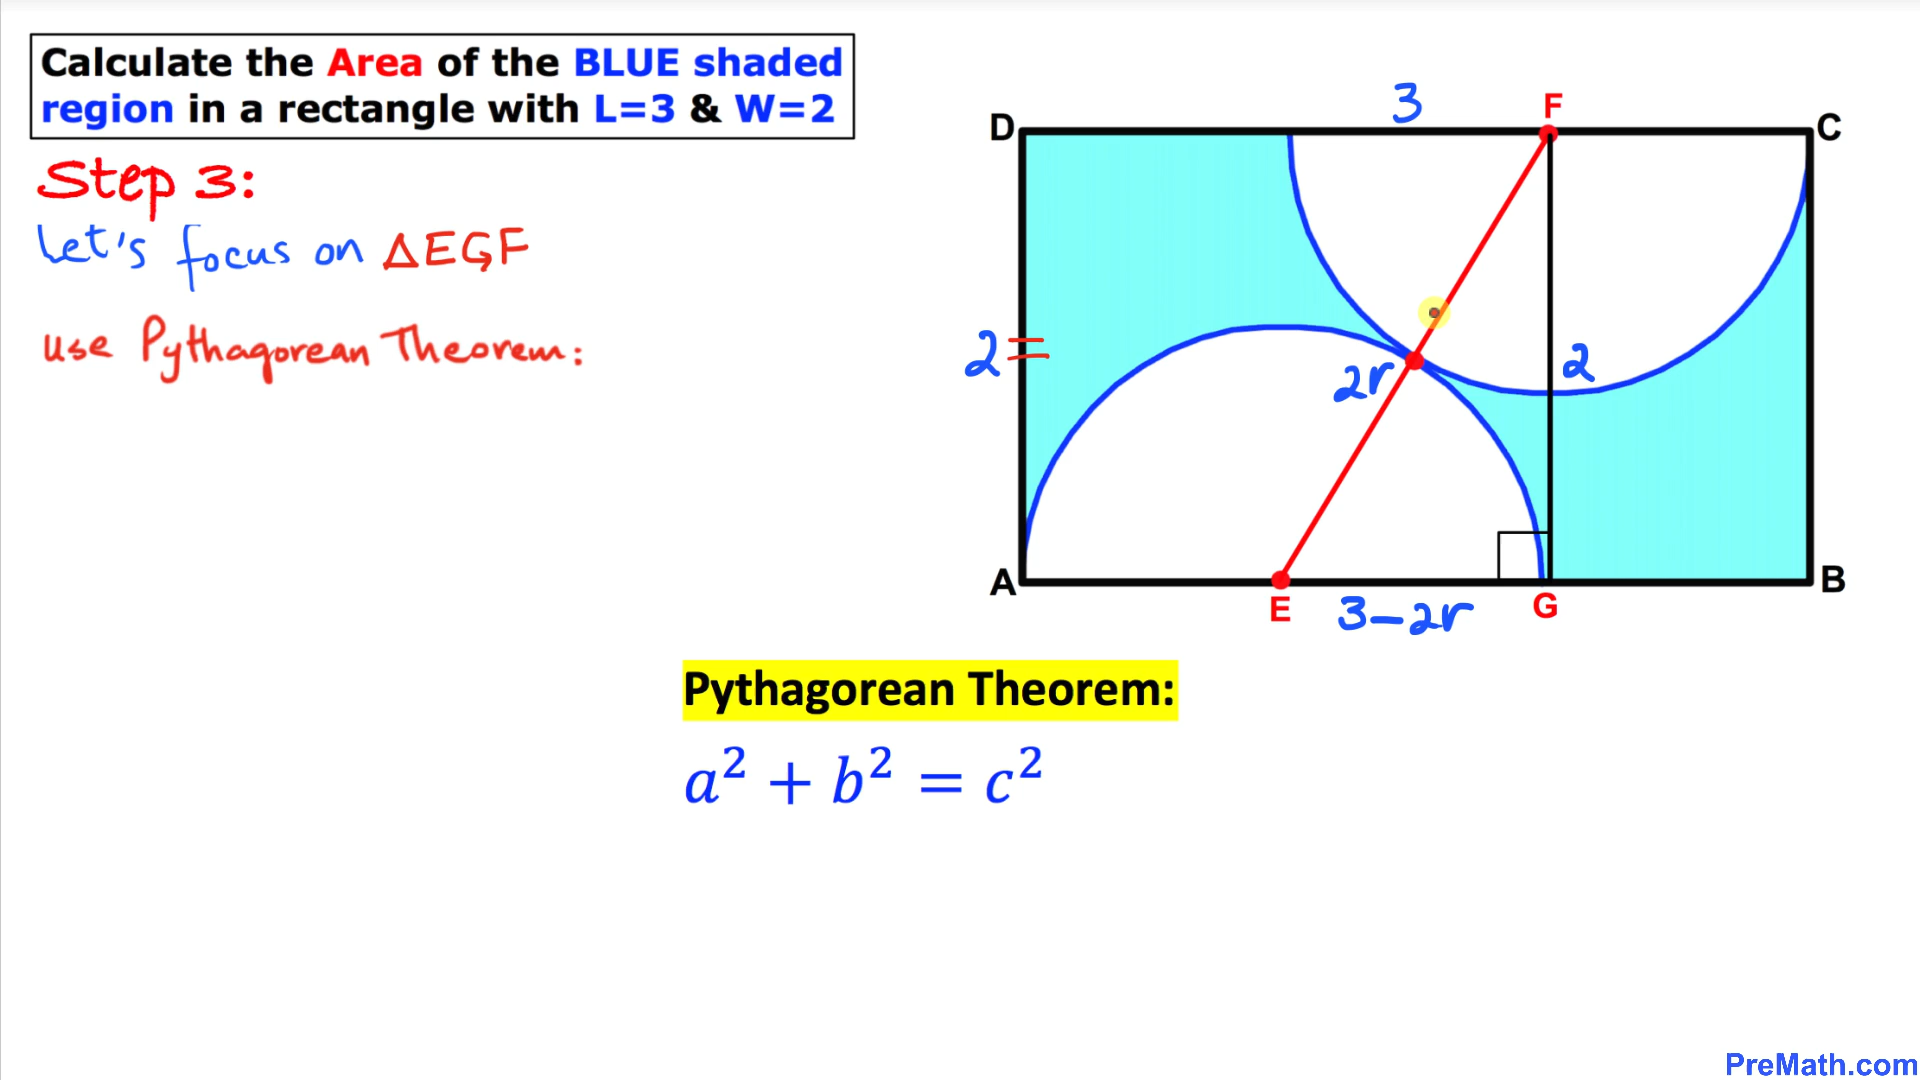 Calculate the Area of the BLUE shaded
region in a rectangle with L=3 & W=2
Step 3:
Let's focus on ΔEGF
use Pythagorean Theorem:
3
F
D
C
2
2r
2
A
B
E
3-2r
G
Pythagorean Theorem:
a² + b² = c²
PreMath.com